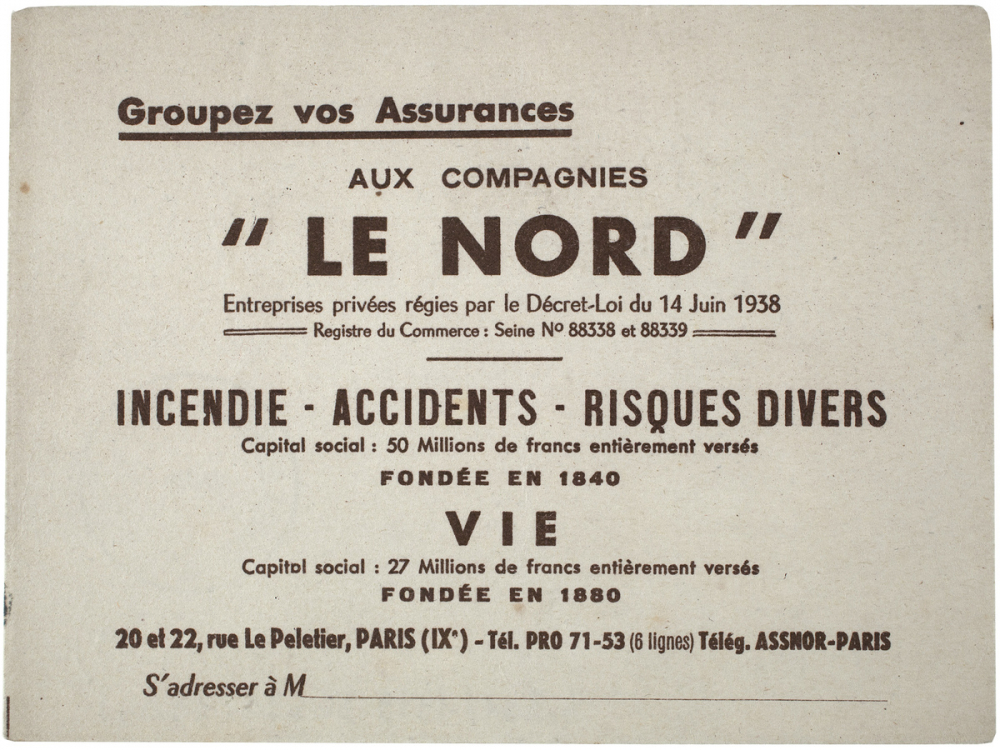 Groupez vos Assurances
AUX COMPAGNIES
" LE NORD "
Entreprises privées régies par le Décret-Loi du 14 Juin 1938
Registre du Commerce : Seine Nº 88338 et 88339
INCENDIE - ACCIDENTS - RISQUES DIVERS
Capital social : 50 Millions de francs entièrement versés
FONDÉE EN 1840
VIE
Capital social : 27 Millions de francs entièrement versés
FONDÉE EN 1880
20 et 22, rue Le Peletier, PARIS (IXe) - Tél. PRO 71-53 (6 lignes) Télég. ASSNOR-PARIS
S'adresser à M